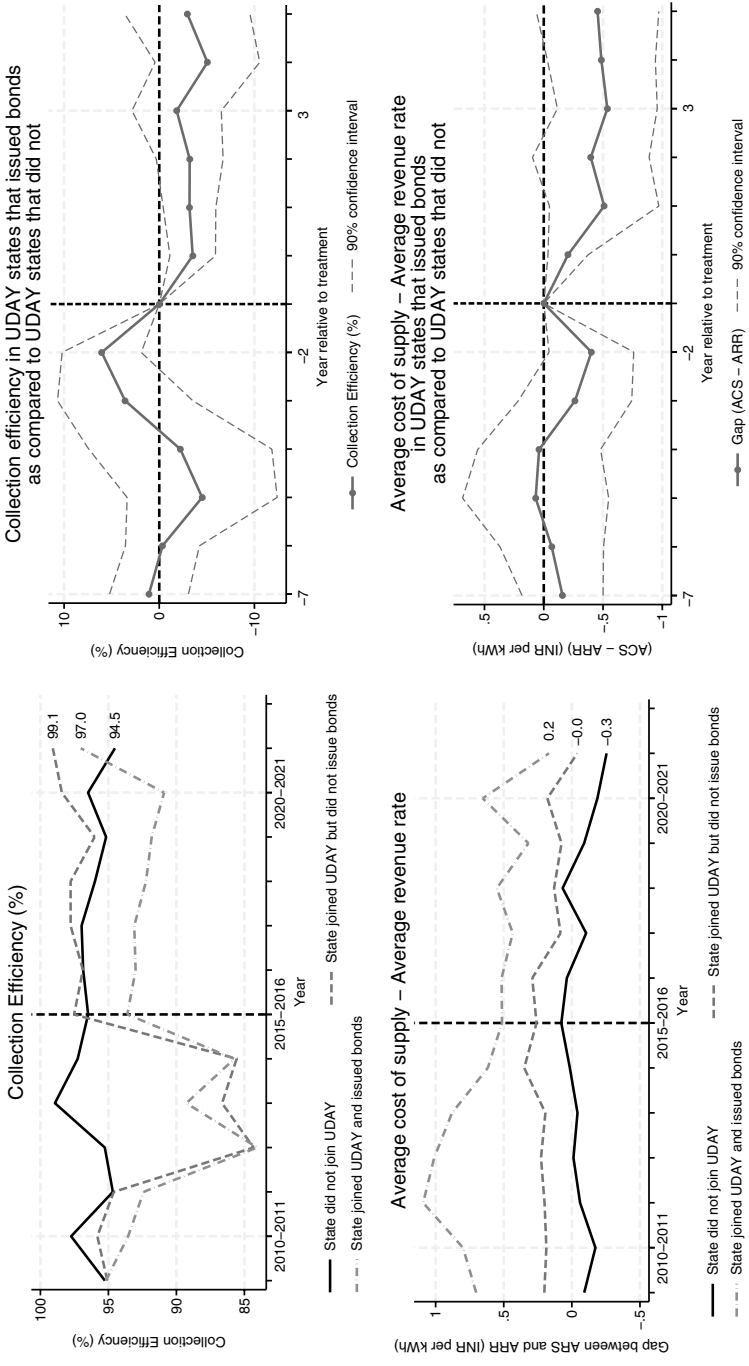 Collection Efficiency (%)
Collection Efficiency (%)
100
95
90
85
99.1
97.0
94.5
2010–2011
2015–2016
2020–2021
Year
State did not join UDAY
State joined UDAY but did not issue bonds
State joined UDAY and issued bonds
Collection efficiency in UDAY states that issued bonds
as compared to UDAY states that did not
Collection Efficiency (%)
10
0
–10
–7
–2
3
Year relative to treatment
Collection Efficiency (%)
90% confidence interval
Average cost of supply – Average revenue rate
Gap between ARS and ARR (INR per kWh)
1
.5
0
–.5
0.2
–0.0
–0.3
2010–2011
2015–2016
2020–2021
Year
State did not join UDAY
State joined UDAY but did not issue bonds
State joined UDAY and issued bonds
Average cost of supply – Average revenue rate
in UDAY states that issued bonds
as compared to UDAY states that did not
(ACS – ARR) (INR per kWh)
.5
0
–.5
–1
–7
–2
3
Year relative to treatment
Gap (ACS – ARR)
90% confidence interval